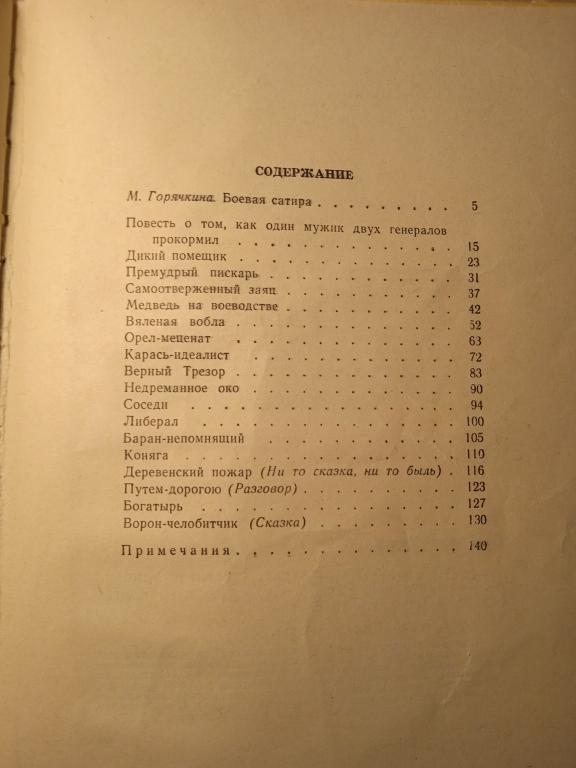 СОДЕРЖАНИЕ
М. Горячкина. Боевая сатира . . . . . . . . . 5
Повесть о том, как один мужик двух генералов
прокормил . . . . . . . . . . . . . 15
Дикий помещик . . . . . . . . . . . . 23
Премудрый пискарь . . . . . . . . . . . 31
Самоотверженный заяц . . . . . . . . . . 37
Медведь на воеводстве . . . . . . . . . . 42
Вяленая вобла . . . . . . . . . . . . . 52
Орел-меценат . . . . . . . . . . . . . 63
Карась-идеалист . . . . . . . . . . . . 72
Верный Трезор . . . . . . . . . . . . . 83
Недреманное око . . . . . . . . . . . . 90
Соседи . . . . . . . . . . . . . . . 94
Либерал . . . . . . . . . . . . . . 100
Баран-непомнящий . . . . . . . . . . . 105
Коняга . . . . . . . . . . . . . . . 110
Деревенский пожар (Ни то сказка, ни то быль) . 116
Путем-дорогою (Разговор) . . . . . . . . . 123
Богатырь . . . . . . . . . . . . . . 127
Ворон-челобитчик (Сказка) . . . . . . . . 130
Примечания . . . . . . . . . . . . . 140